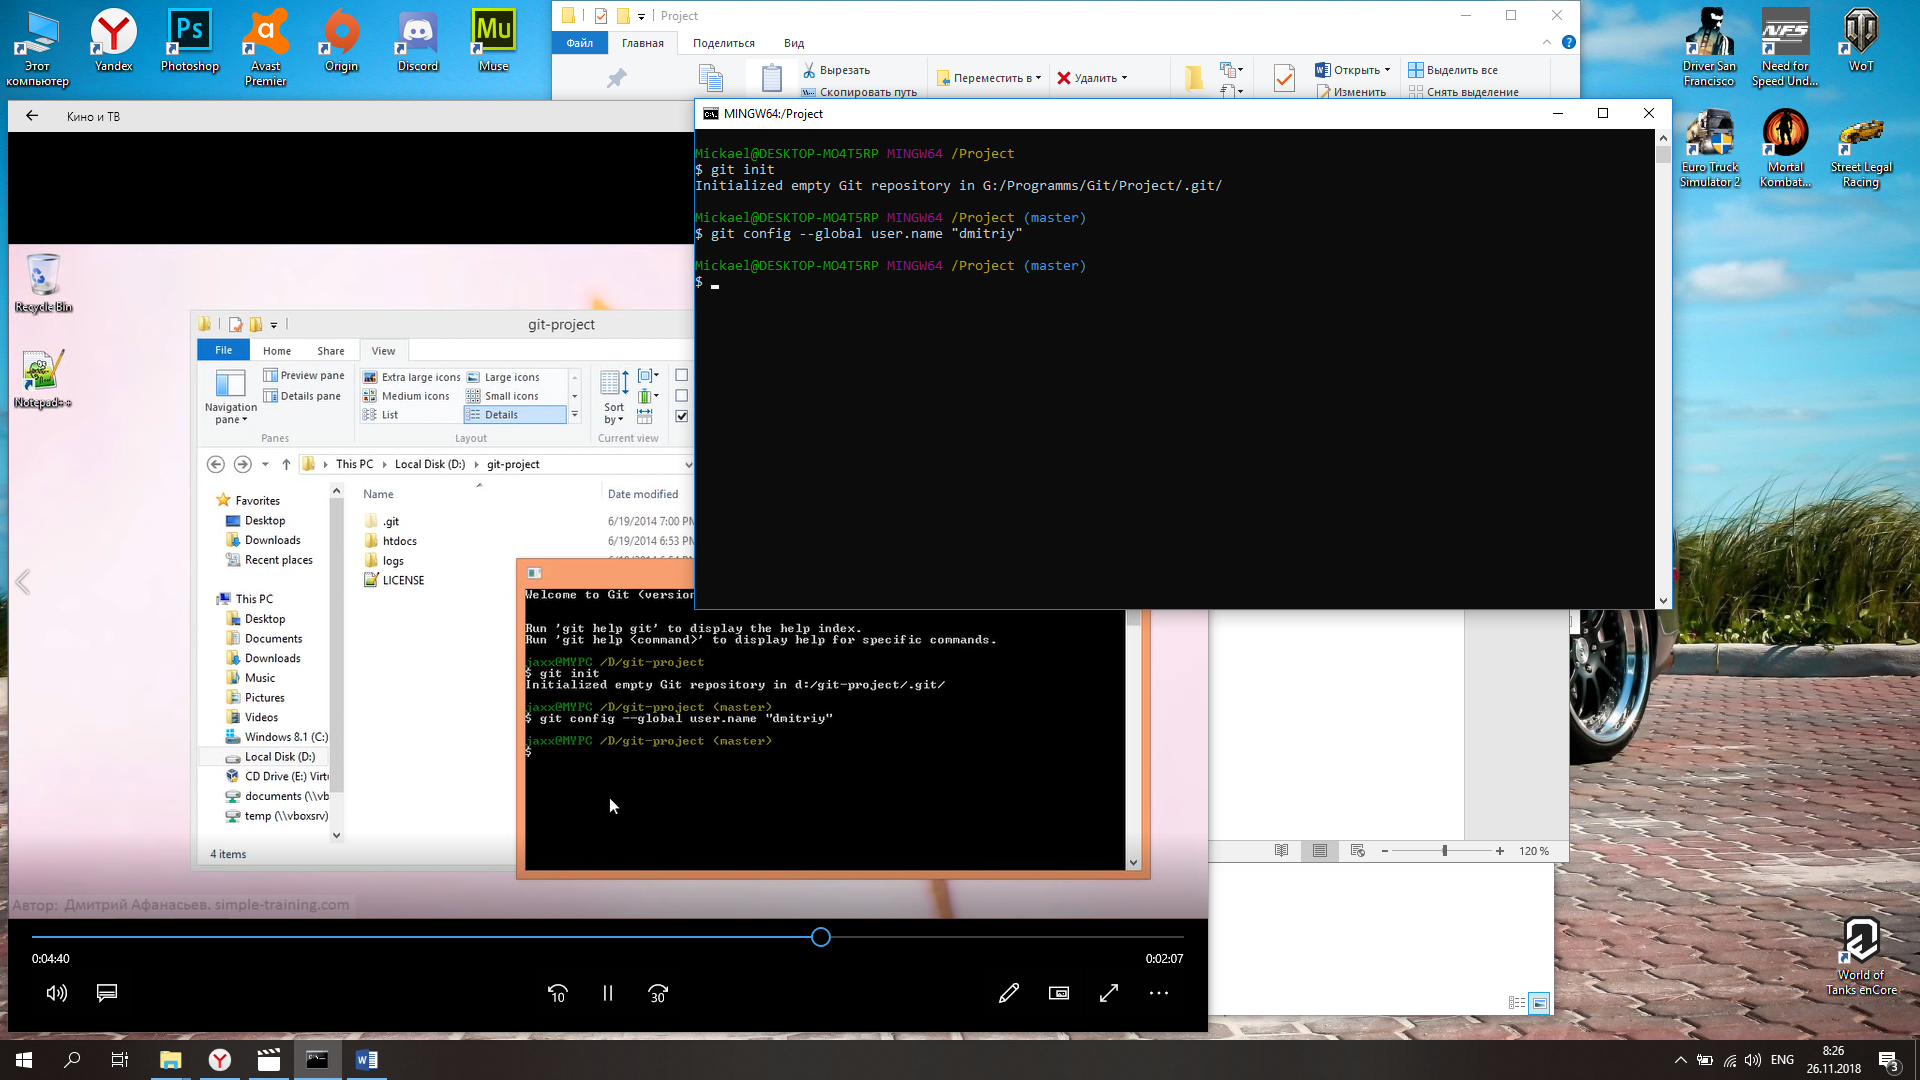 Этот
компьютер
Yandex
Ps
Photoshop
Avast
Premier
Origin
Discord
Mu
Muse
Project
Файл
Главная
Поделиться
Вид
Вырезать
Скопировать путь
Переместить в
Удалить
Открыть
Изменить
Выделить все
Снять выделение
Driver San
Francisco
Need for
Speed Und...
WoT
Euro Truck
Simulator 2
Mortal
Kombat...
Street Legal
Racing
Кино и ТВ
MINGW64:/Project
Mickael@DESKTOP-MO4T5RP MINGW64 /Project
$ git init
Initialized empty Git repository in G:/Programms/Git/Project/.git/
Mickael@DESKTOP-MO4T5RP MINGW64 /Project (master)
$ git config --global user.name "dmitriy"
Mickael@DESKTOP-MO4T5RP MINGW64 /Project (master)
$
Recycle Bin
Notepad++
git-project
File
Home
Share
View
Navigation
pane
Preview pane
Details pane
Panes
Extra large icons
Large icons
Medium icons
Small icons
List
Details
Layout
Sort
by
Current view
This PC
Local Disk (D:)
git-project
Name
Date modified
.git
6/19/2014 7:00 PM
htdocs
6/19/2014 6:53 PM
logs
LICENSE
Favorites
Desktop
Downloads
Recent places
This PC
Desktop
Documents
Downloads
Music
Pictures
Videos
Windows 8.1 (C:)
Local Disk (D:)
CD Drive (E:) Virtu
documents (\\vb
temp (\\vboxsrv)
4 items
Welcome to Git (version
Run 'git help git' to display the help index.
Run 'git help <command>' to display help for specific commands.
jaxx@MYPC /D/git-project
$ git init
Initialized empty Git repository in d:/git-project/.git/
jaxx@MYPC /D/git-project (master)
$ git config --global user.name "dmitriy"
jaxx@MYPC /D/git-project (master)
$
Автор: Дмитрий Афанасьев. simple-training.com
0:04:40
0:02:07
10
30
120 %
World of
Tanks enCore
ENG
8:26
26.11.2018
3